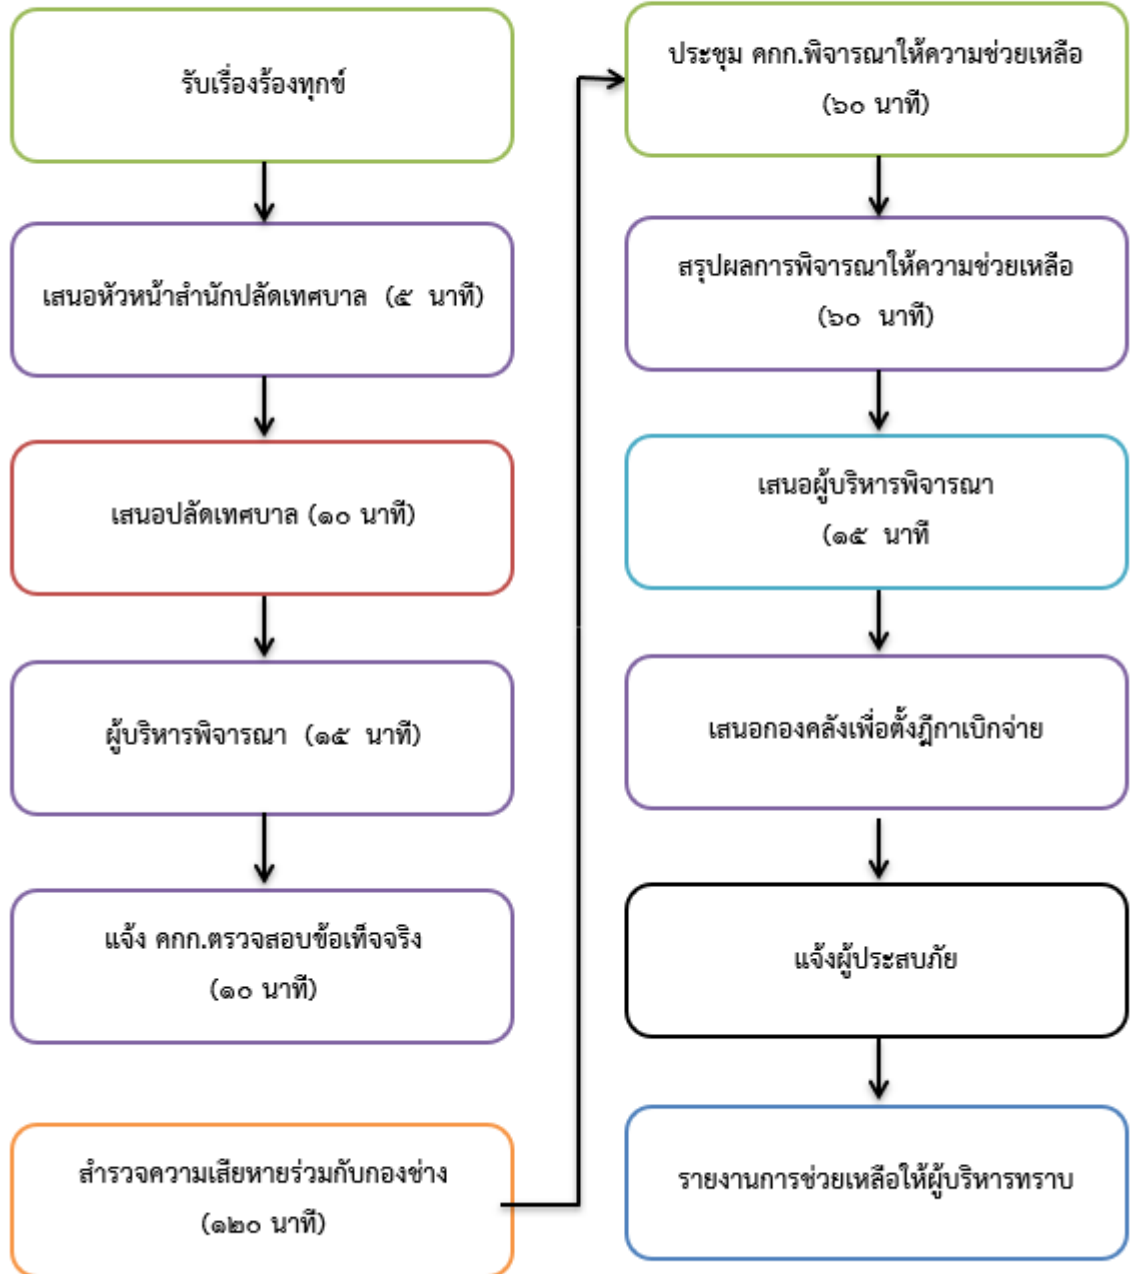 รับเรื่องร้องทุกข์
เสนอหัวหน้าสำนักปลัดเทศบาล (๕ นาที)
เสนอปลัดเทศบาล (๑๐ นาที)
ผู้บริหารพิจารณา (๑๕ นาที)
แจ้ง คกก.ตรวจสอบข้อเท็จจริง
(๑๐ นาที)
สำรวจความเสียหายร่วมกับกองช่าง
(๑๒๐ นาที)
ประชุม คกก.พิจารณาให้ความช่วยเหลือ
(๖๐ นาที)
สรุปผลการพิจารณาให้ความช่วยเหลือ
(๖๐ นาที)
เสนอผู้บริหารพิจารณา
(๑๕ นาที
เสนอกองคลังเพื่อตั้งฎีกาเบิกจ่าย
แจ้งผู้ประสบภัย
รายงานการช่วยเหลือให้ผู้บริหารทราบ